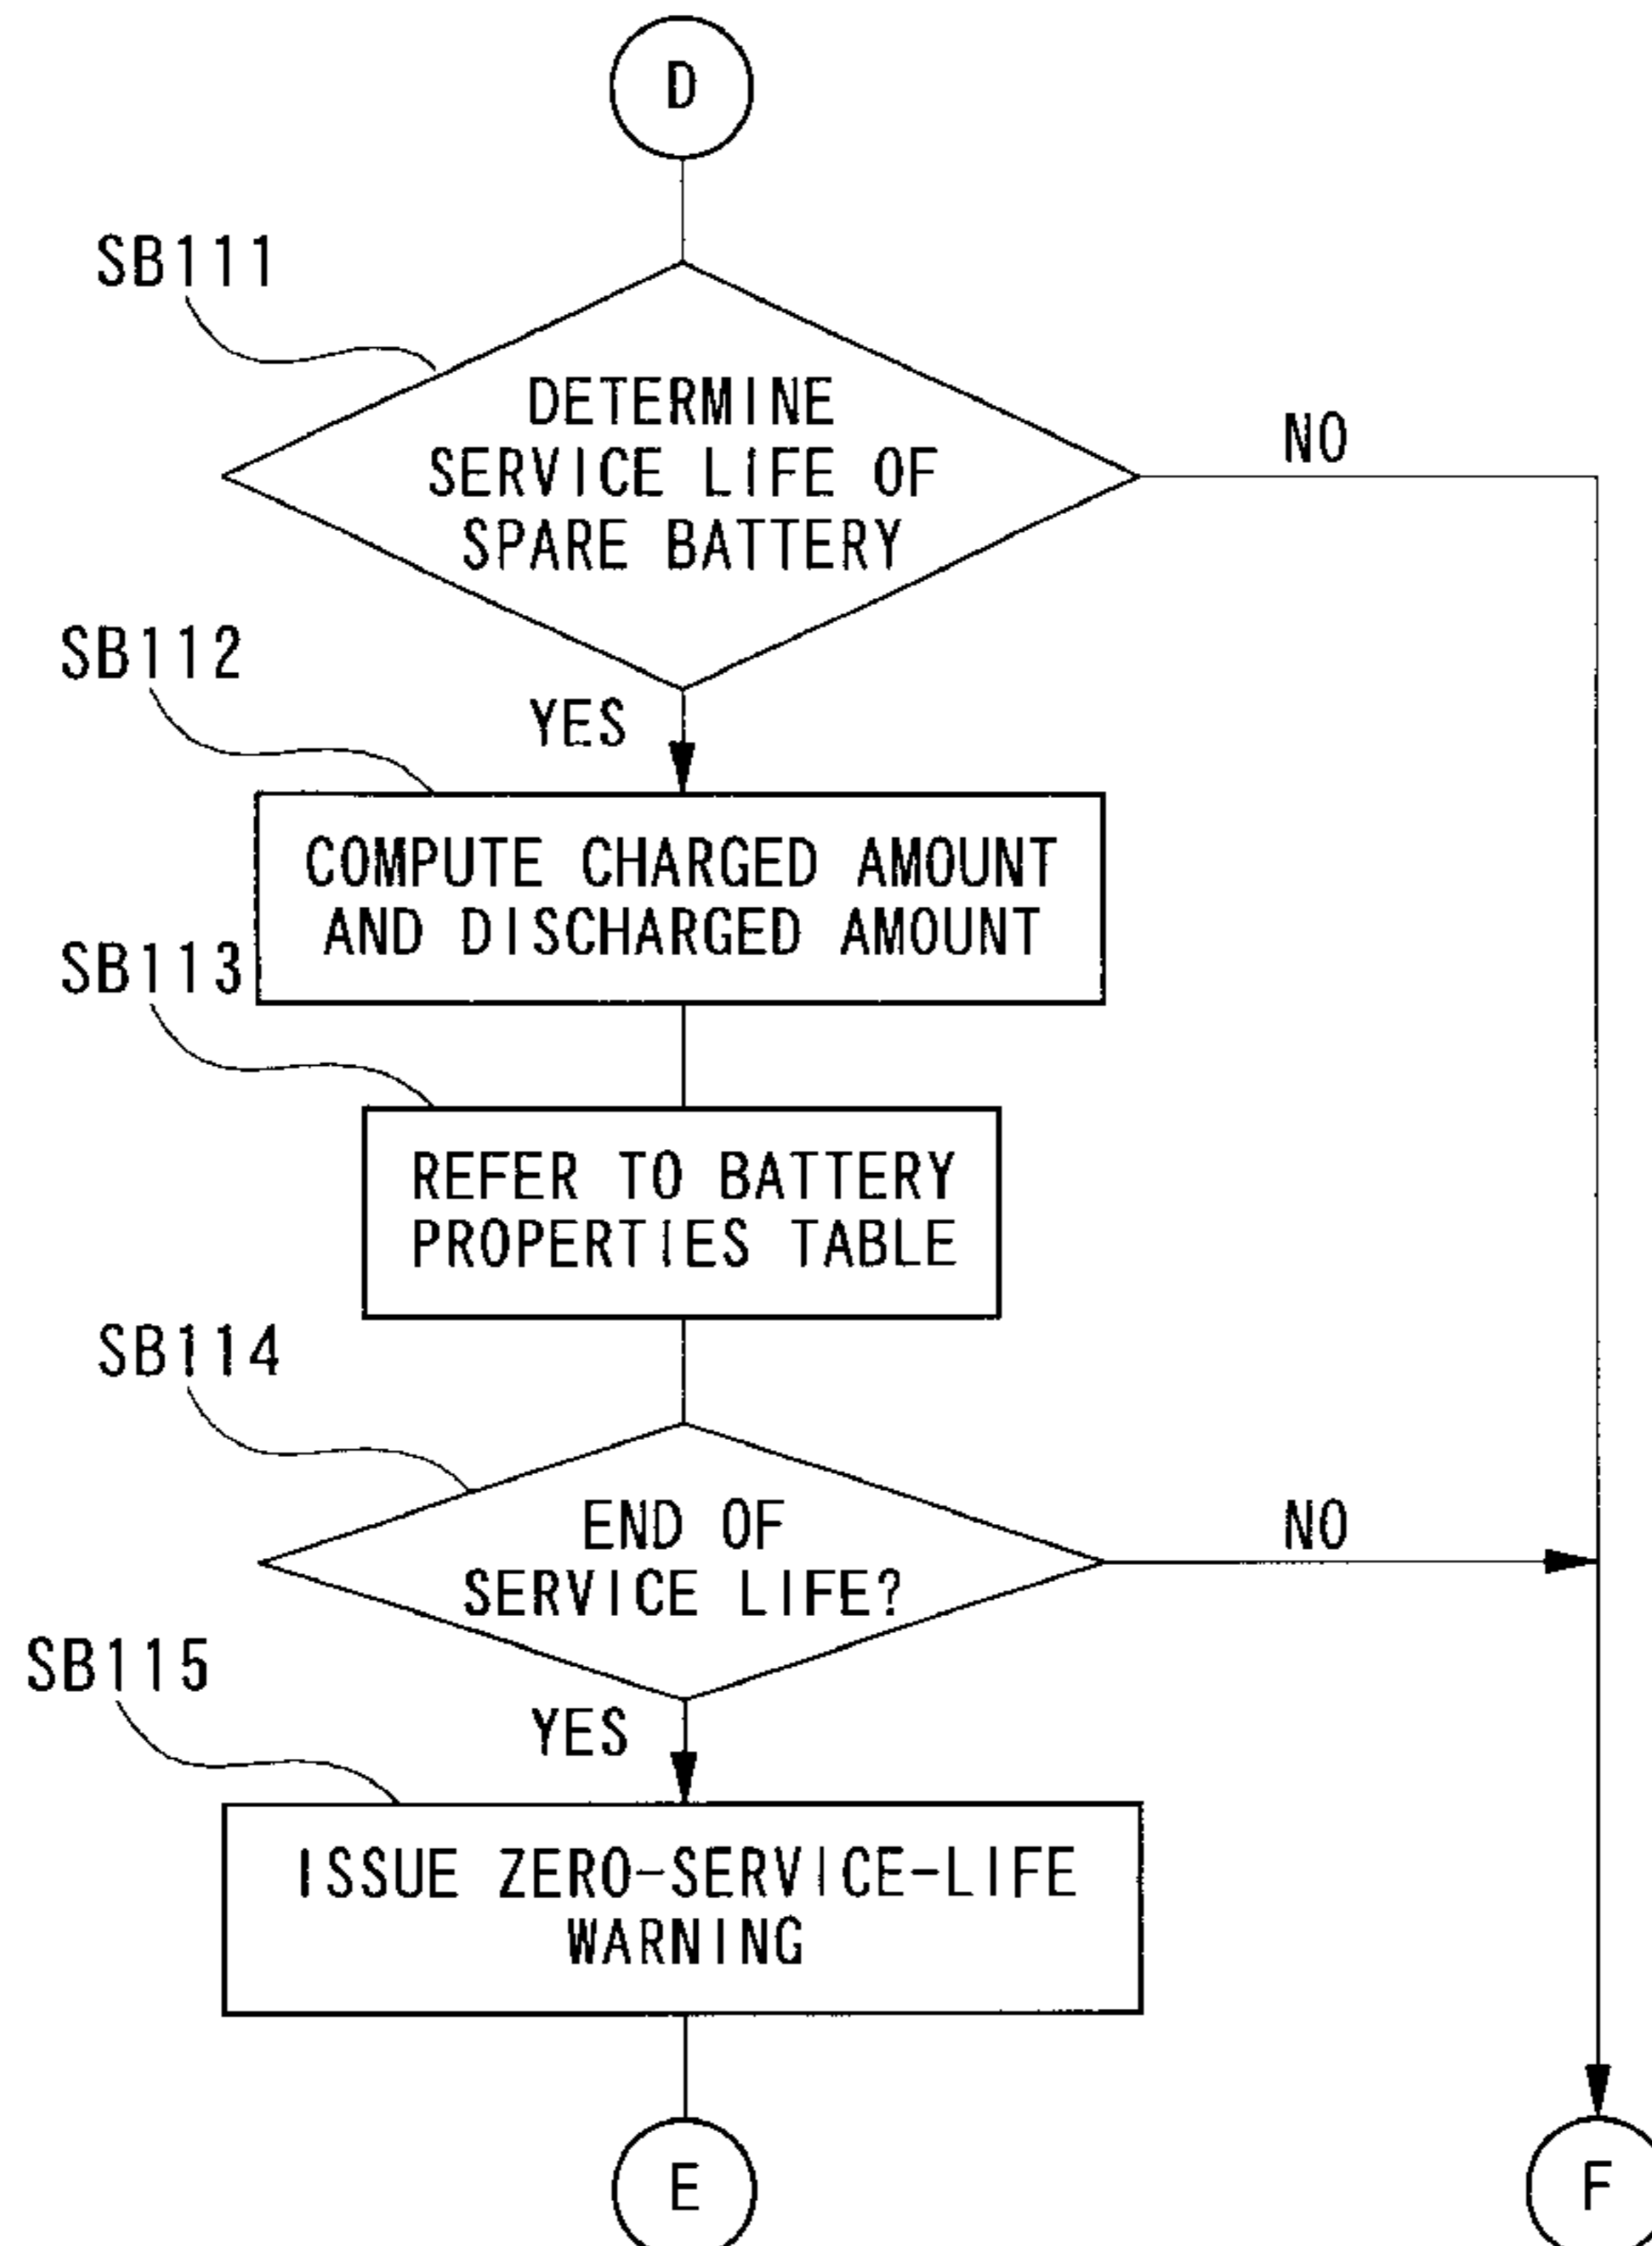 D
SB111
DETERMINE
SERVICE LIFE OF
SPARE BATTERY
NO
SB112
YES
COMPUTE CHARGED AMOUNT
AND DISCHARGED AMOUNT
SB113
REFER TO BATTERY
PROPERTIES TABLE
SB114
END OF
SERVICE LIFE?
NO
SB115
YES
ISSUE ZERO-SERVICE-LIFE
WARNING
E
F